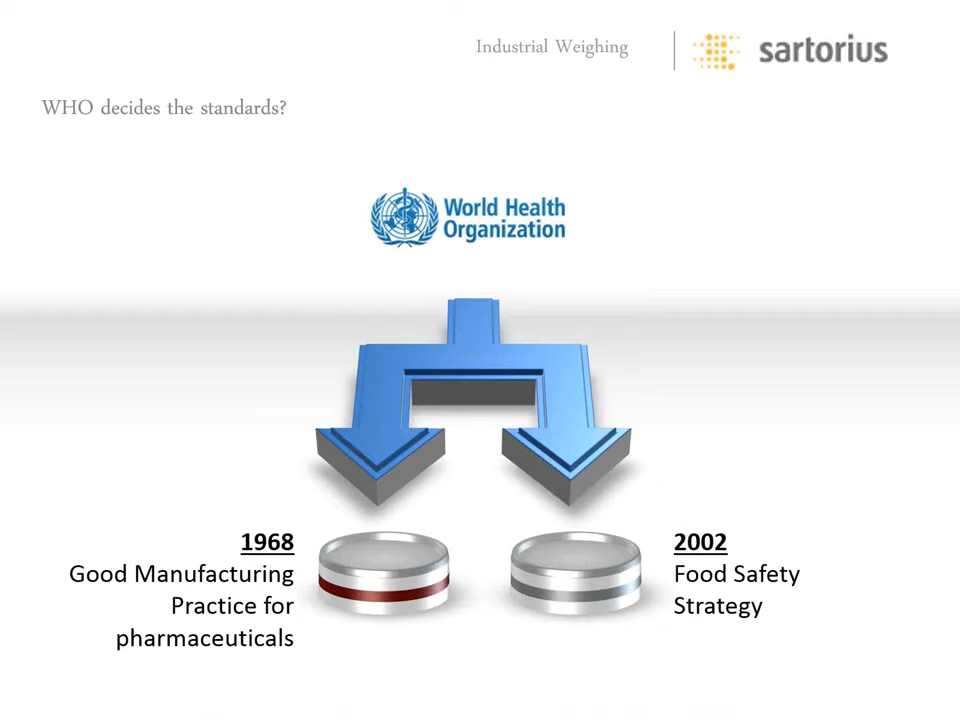 Industrial Weighing
sartorius
WHO decides the standards?
World Health
Organization
1968
Good Manufacturing
Practice for
pharmaceuticals
2002
Food Safety
Strategy